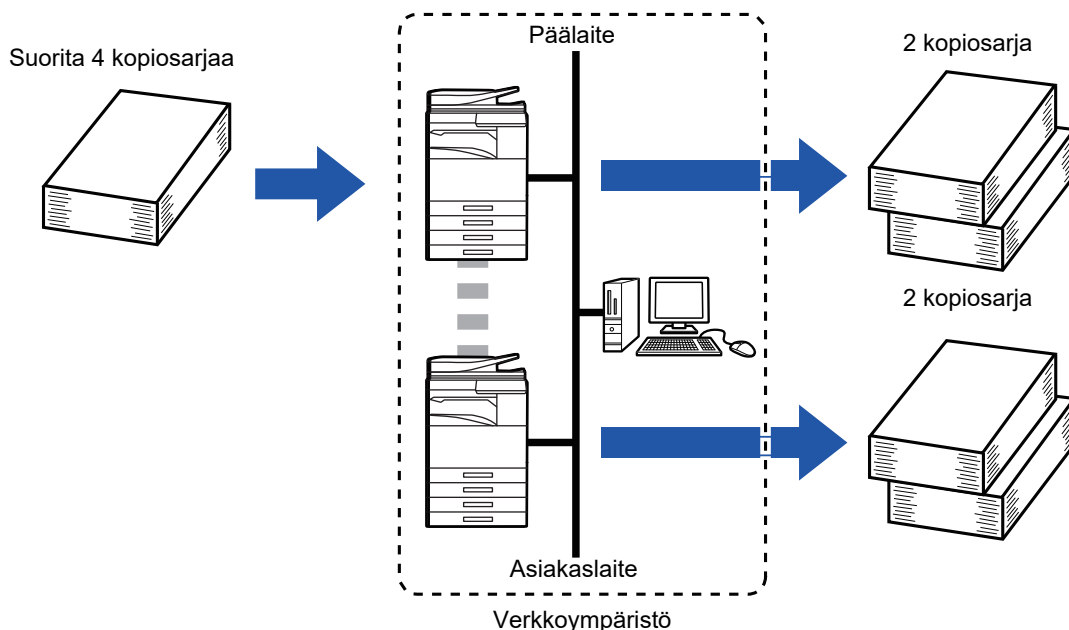 Päälaite
2 kopiosarja
Suorita 4 kopiosarjaa
2 kopiosarja
Asiakaslaite
Verkkoympäristö